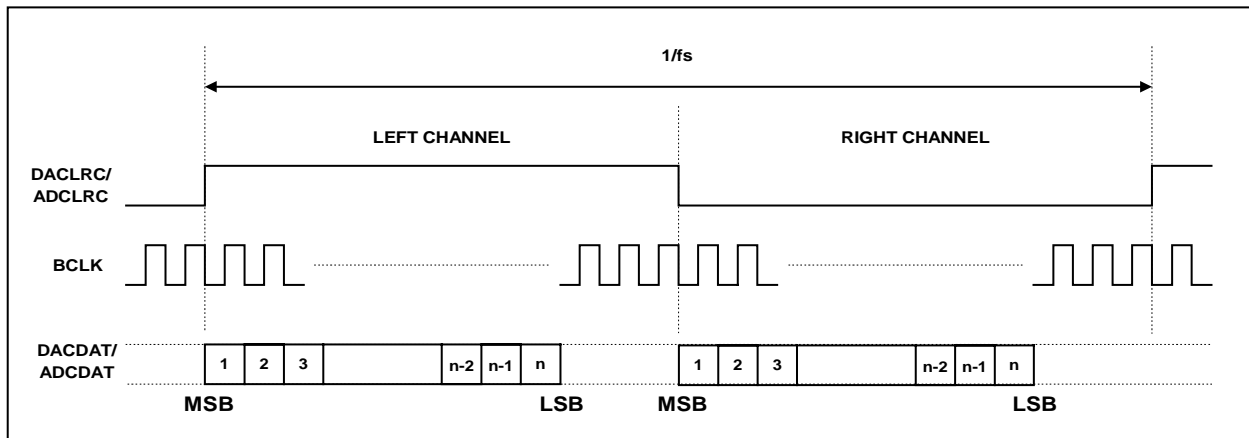 1/fs
LEFT CHANNEL RIGHT CHANNEL
DACLRC/
ADCLRC
BCLK
DACDAT/
ADCDAT
1 2 3 n-2 n-1 n 1 2 3 n-2 n-1 n
MSB LSB MSB LSB